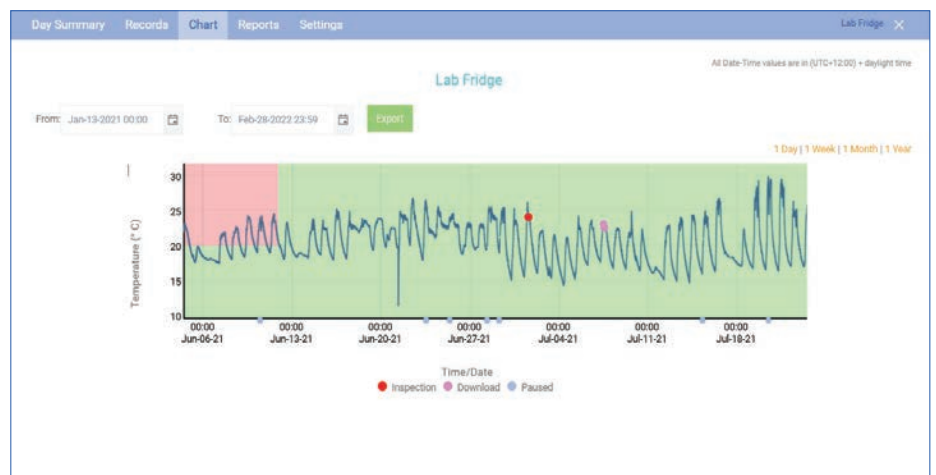 Day Summary Records Chart Reports Settings Lab Fridge
All Date-Time values are in (UTC+12:00) + daylight time
Lab Fridge
From: Jan-13-2021 00:00 To: Feb-28-2022 23:59 Export
1 Day | 1 Week | 1 Month | 1 Year
Temperature (° C)
30
25
20
15
10
00:00 00:00 00:00 00:00 00:00 00:00 00:00
Jun-06-21 Jun-13-21 Jun-20-21 Jun-27-21 Jul-04-21 Jul-11-21 Jul-18-21
Time/Date
Inspection Download Paused